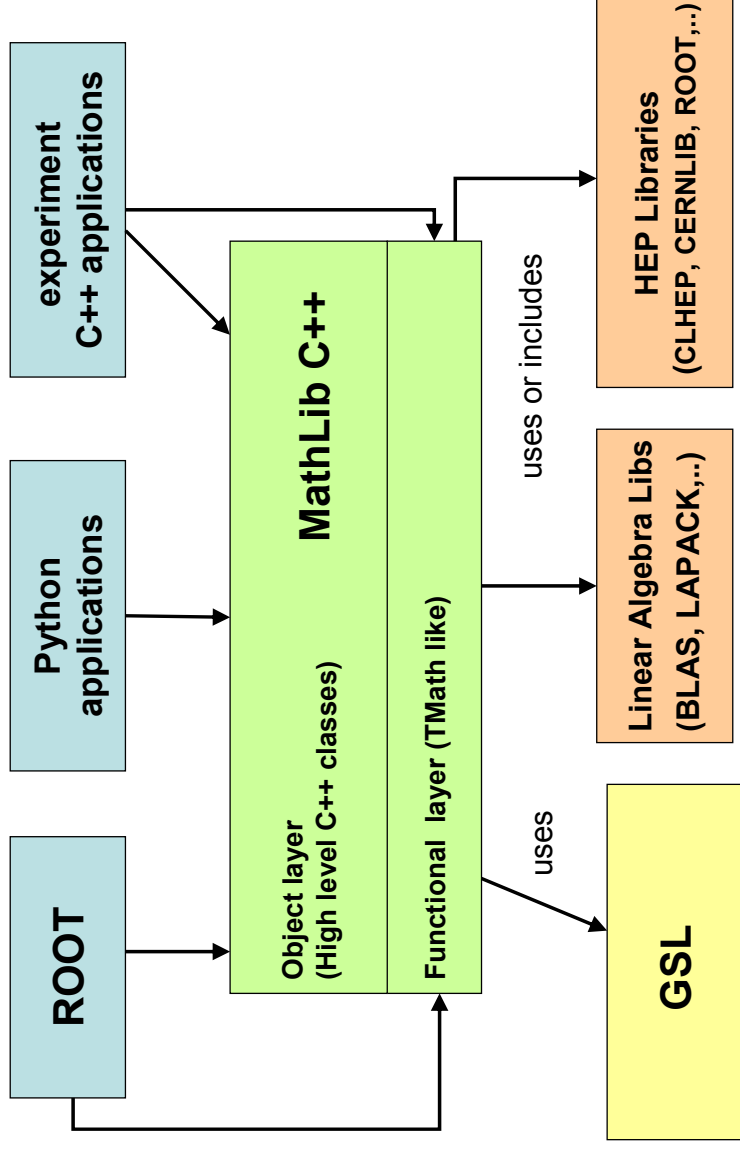 ROOT
Python
applications
experiment
C++ applications
MathLib C++
Object layer
(High level C++ classes)
Functional layer (TMath like)
uses
uses or includes
GSL
Linear Algebra Libs
(BLAS, LAPACK,..)
HEP Libraries
(CLHEP, CERNLIB, ROOT,..)